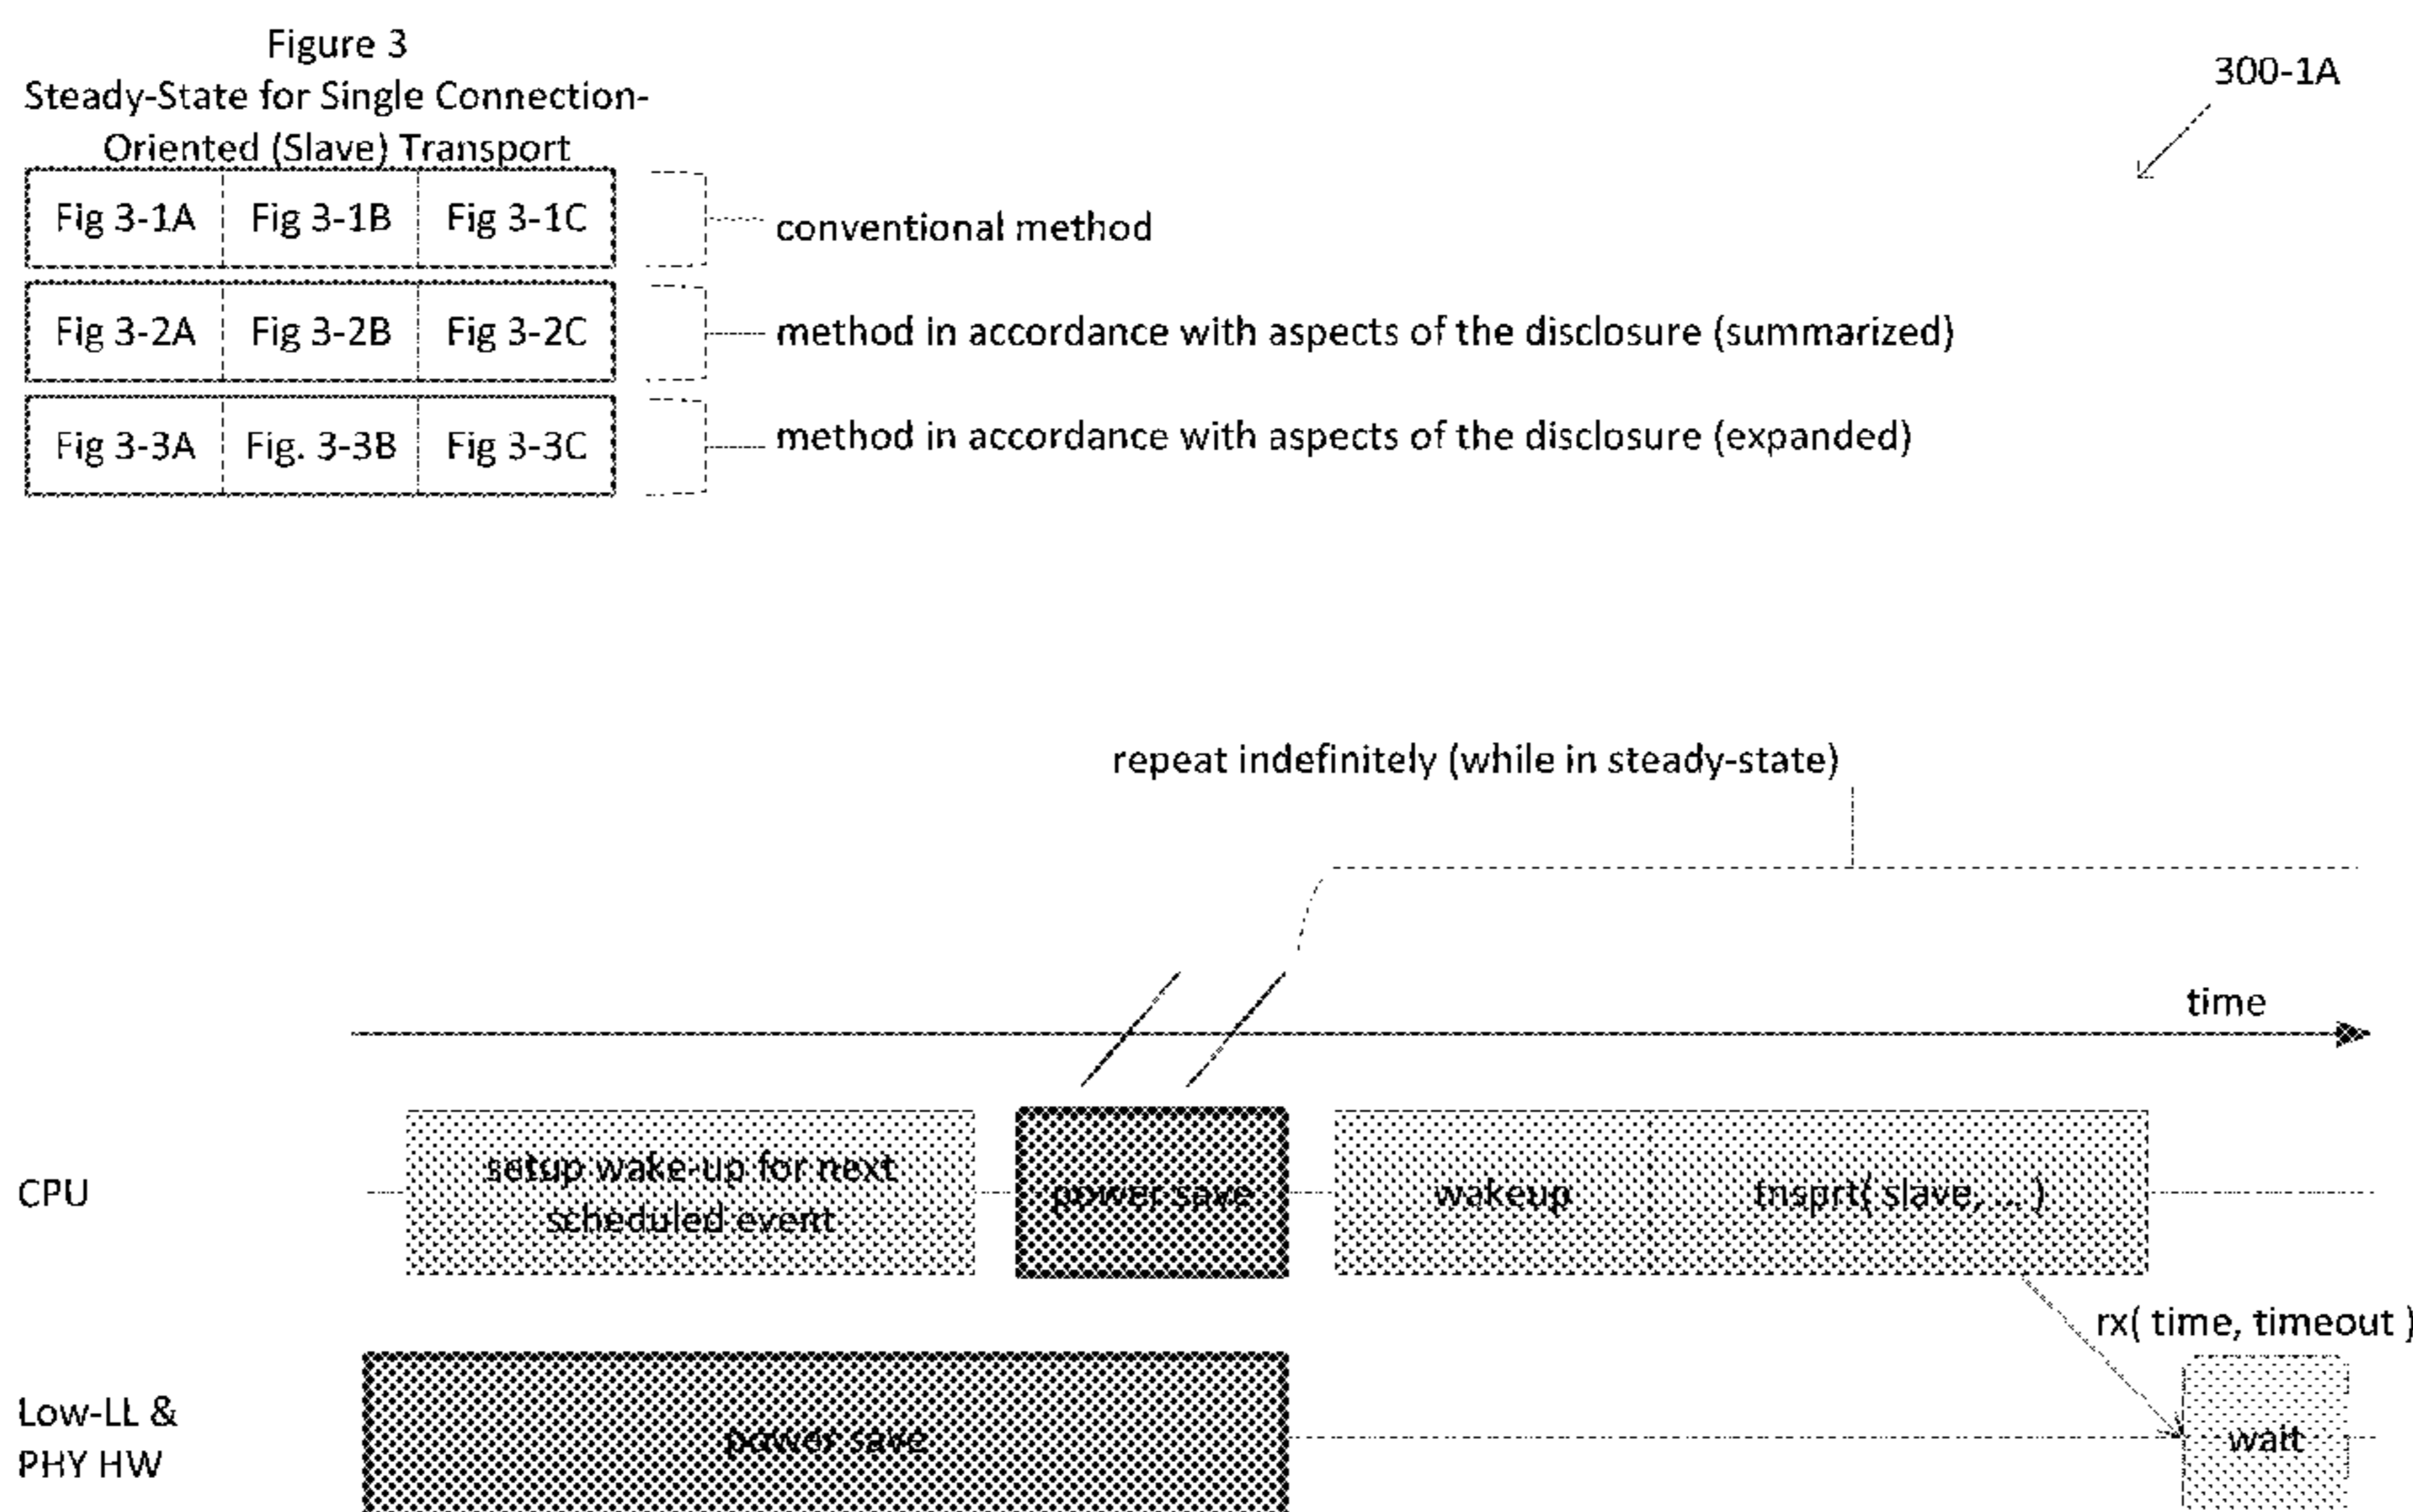 Figure 3
Steady-State for Single Connection-
Oriented (Slave) Transport
300-1A
Fig 3-1A Fig 3-1B Fig 3-1C
conventional method
Fig 3-2A Fig 3-2B Fig 3-2C
method in accordance with aspects of the disclosure (summarized)
Fig 3-3A Fig. 3-3B Fig 3-3C
method in accordance with aspects of the disclosure (expanded)
repeat indefinitely (while in steady-state)
time
CPU
setup wake-up for next
scheduled event
power save
wakeup
tnsprt( slave, ... )
rx( time, timeout )
Low-LL &
PHY HW
power save
wait